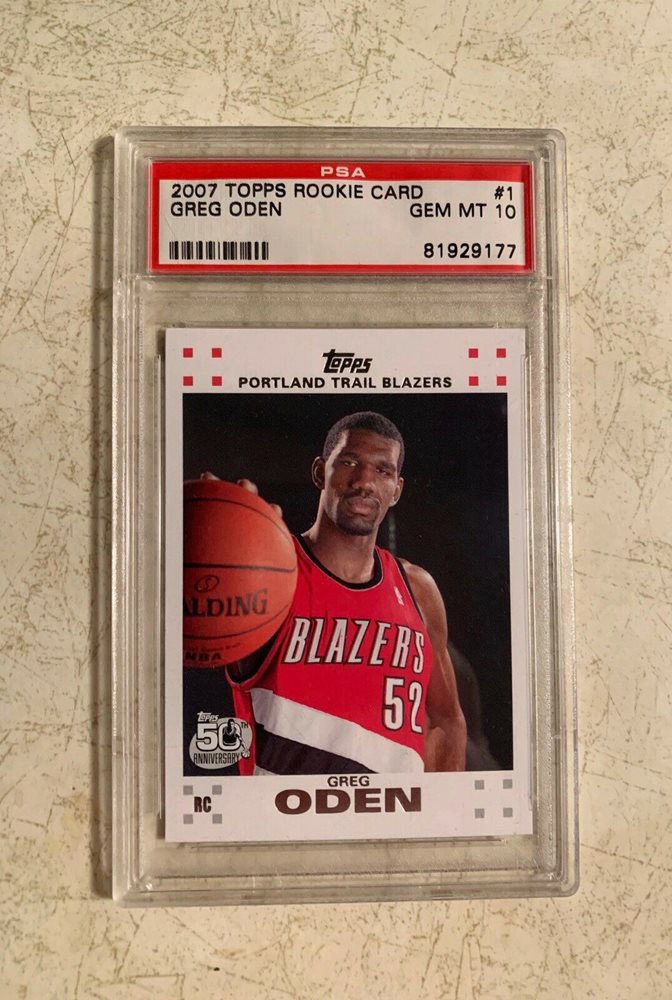 PSA
2007 TOPPS ROOKIE CARD #1
GREG ODEN GEM MT 10
81929177
Topps
PORTLAND TRAIL BLAZERS
ALDING
NBA
BLAZERS
52
Topps
50TH
ANNIVERSARY
GREG
RC ODEN